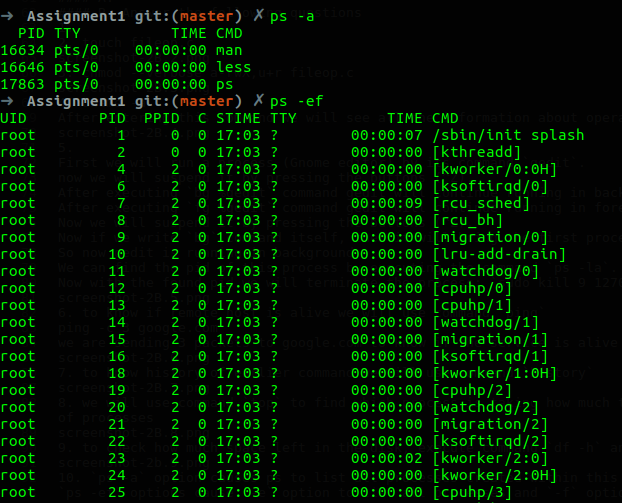 ➜ Assignment1 git:(master) ✗ ps -a
PID TTY TIME CMD
16634 pts/0 00:00:00 man
16646 pts/0 00:00:00 less
17863 pts/0 00:00:00 ps
➜ Assignment1 git:(master) ✗ ps -ef
UID PID PPID C STIME TTY TIME CMD
root 1 0 0 17:03 ? 00:00:07 /sbin/init splash
root 2 0 0 17:03 ? 00:00:00 [kthreadd]
root 4 2 0 17:03 ? 00:00:00 [kworker/0:0H]
root 6 2 0 17:03 ? 00:00:00 [ksoftirqd/0]
root 7 2 0 17:03 ? 00:00:09 [rcu_sched]
root 8 2 0 17:03 ? 00:00:00 [rcu_bh]
root 9 2 0 17:03 ? 00:00:00 [migration/0]
root 10 2 0 17:03 ? 00:00:00 [lru-add-drain]
root 11 2 0 17:03 ? 00:00:00 [watchdog/0]
root 12 2 0 17:03 ? 00:00:00 [cpuhp/0]
root 13 2 0 17:03 ? 00:00:00 [cpuhp/1]
root 14 2 0 17:03 ? 00:00:00 [watchdog/1]
root 15 2 0 17:03 ? 00:00:00 [migration/1]
root 16 2 0 17:03 ? 00:00:00 [ksoftirqd/1]
root 18 2 0 17:03 ? 00:00:00 [kworker/1:0H]
root 19 2 0 17:03 ? 00:00:00 [cpuhp/2]
root 20 2 0 17:03 ? 00:00:00 [watchdog/2]
root 21 2 0 17:03 ? 00:00:00 [migration/2]
root 22 2 0 17:03 ? 00:00:00 [ksoftirqd/2]
root 23 2 0 17:03 ? 00:00:02 [kworker/2:0]
root 24 2 0 17:03 ? 00:00:00 [kworker/2:0H]
root 25 2 0 17:03 ? 00:00:00 [cpuhp/3]